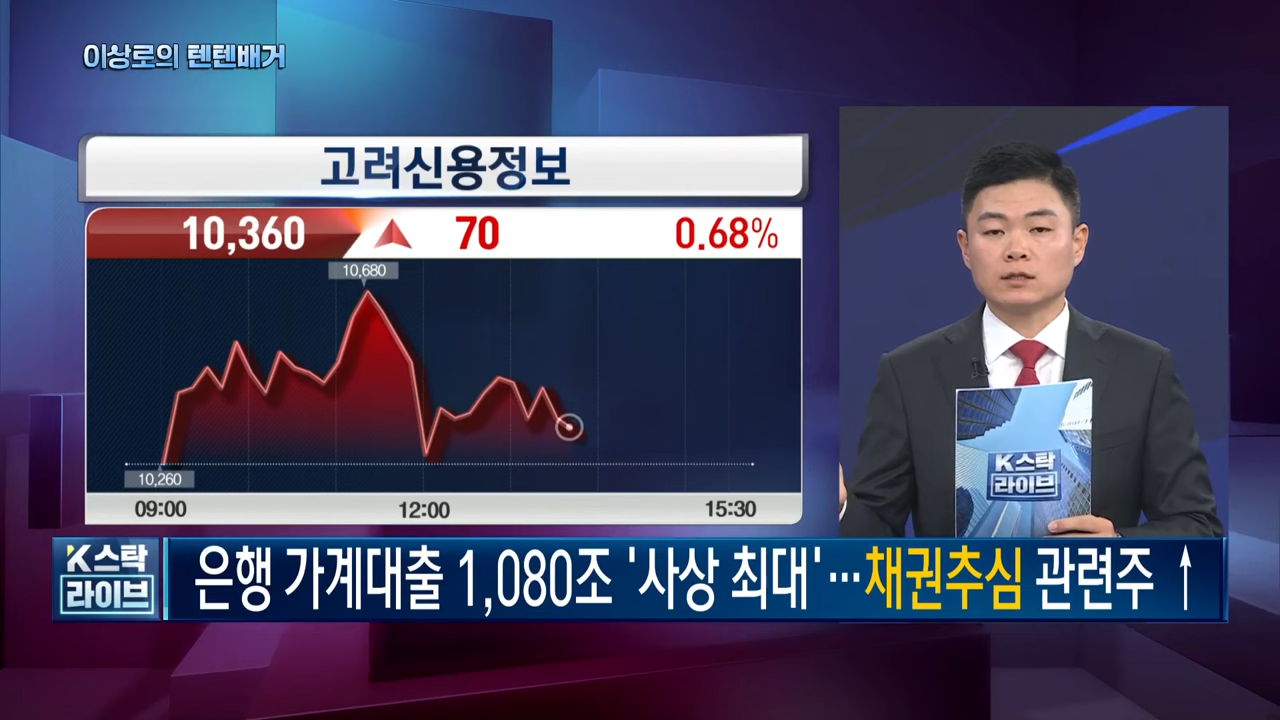 이상로의 텐텐배거
고려신용정보
10,360 ▲ 70 0.68%
10,680
10,260
09:00 12:00 15:30
K스탁
라이브
K스탁
라이브
은행 가계대출 1,080조 '사상 최대'…채권추심 관련주 ↑